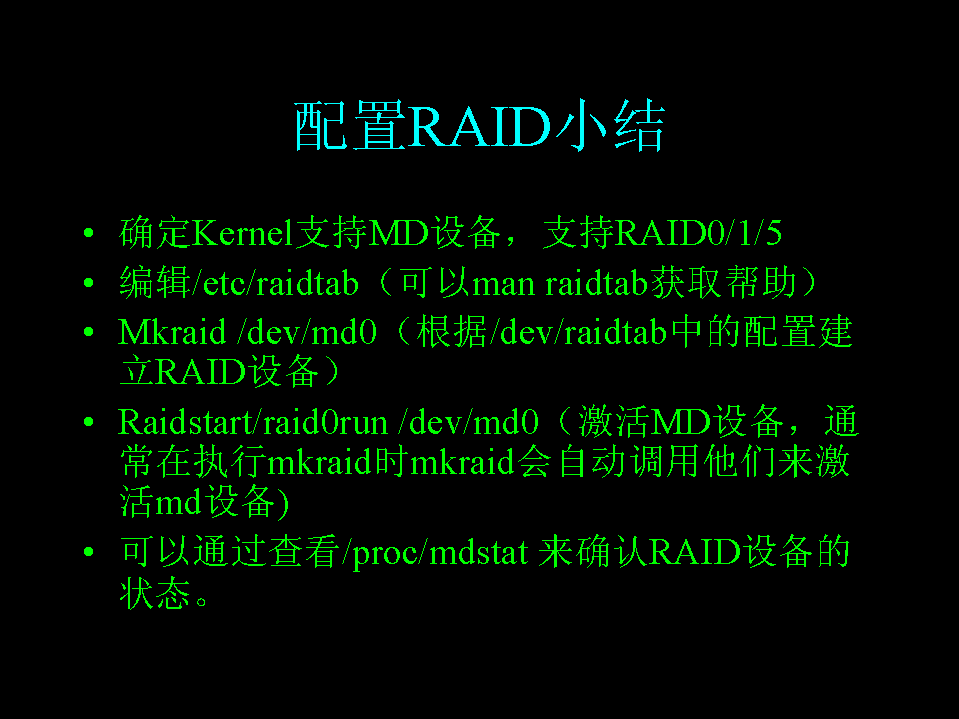 配置RAID小结
• 确定Kernel支持MD设备，支持RAID0/1/5
• 编辑/etc/raidtab（可以man raidtab获取帮助）
• Mkraid /dev/md0（根据/dev/raidtab中的配置建
立RAID设备）
• Raidstart/raid0run /dev/md0（激活MD设备，通
常在执行mkraid时mkraid会自动调用他们来激
活md设备)
• 可以通过查看/proc/mdstat 来确认RAID设备的
状态。